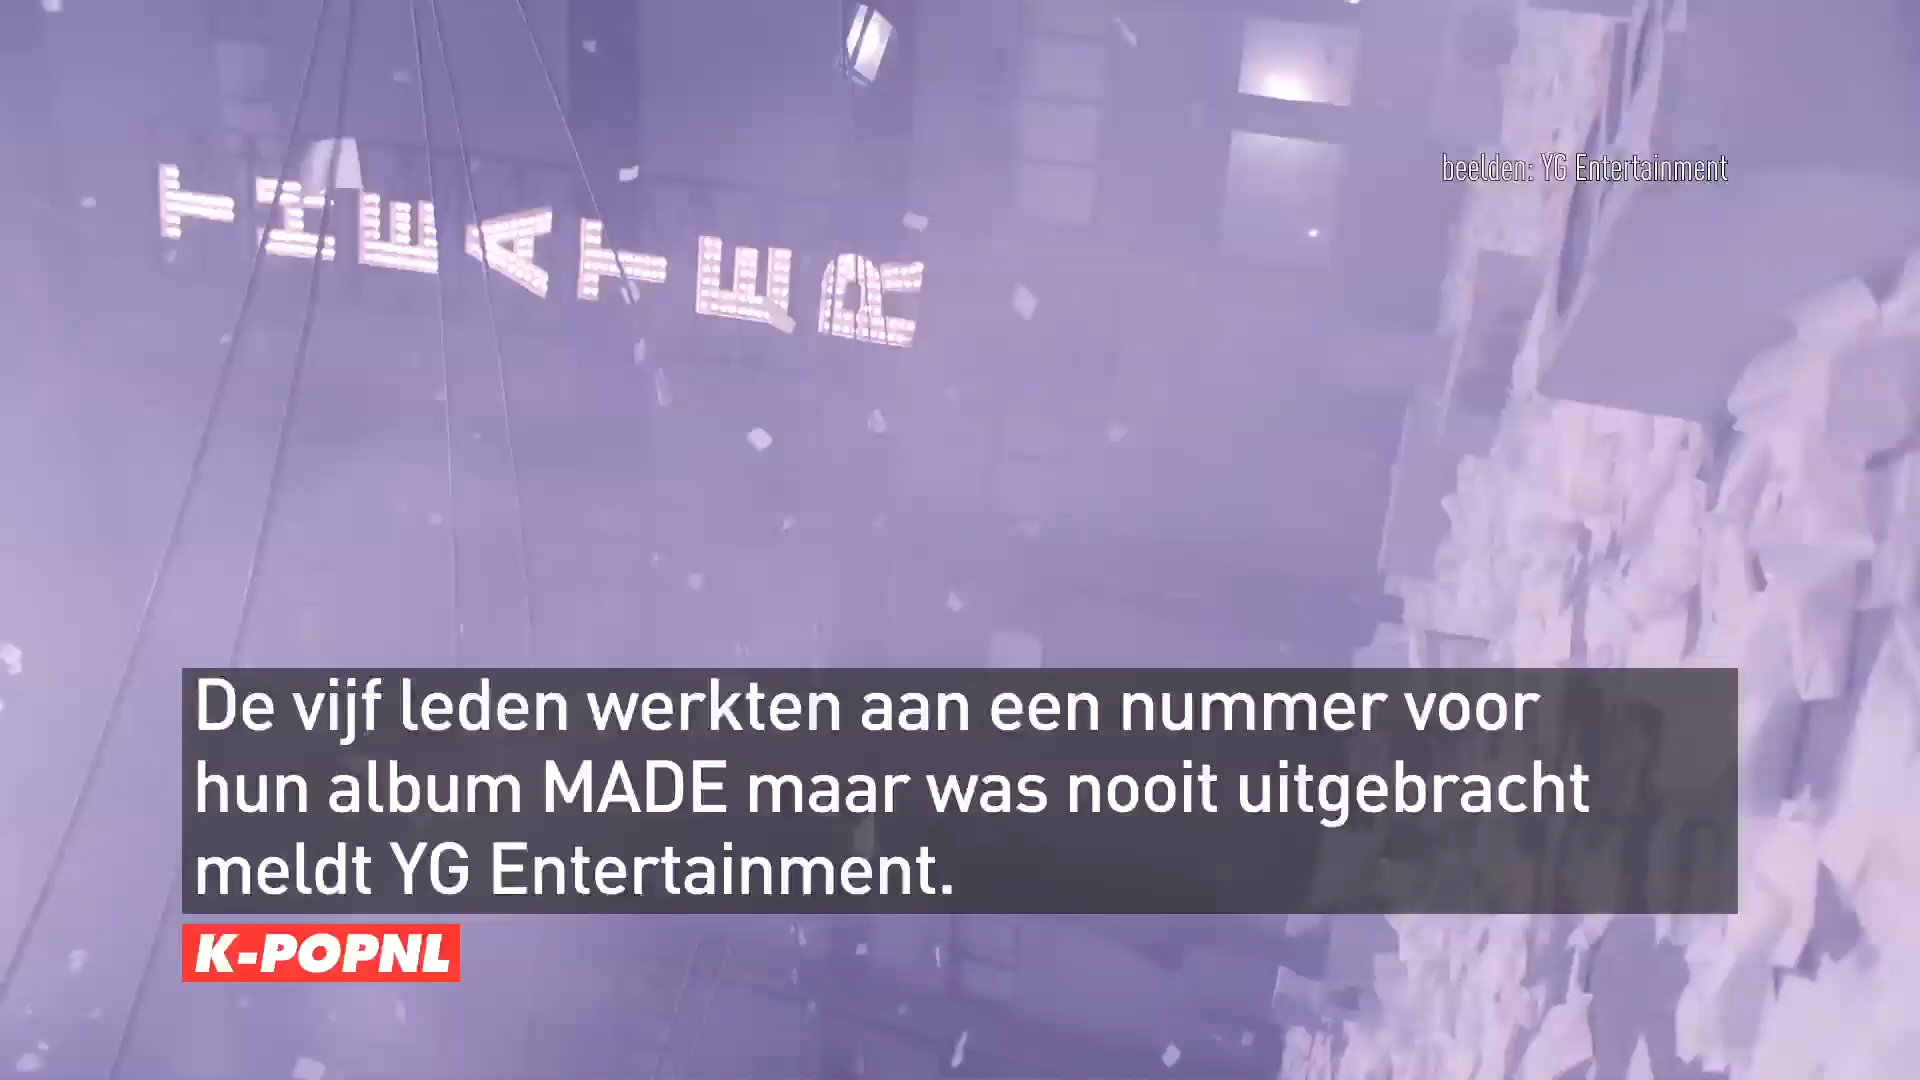 THEATER
beelden: YG Entertainment
De vijf leden werkten aan een nummer voor
hun album MADE maar was nooit uitgebracht
meldt YG Entertainment.
K-POPNL